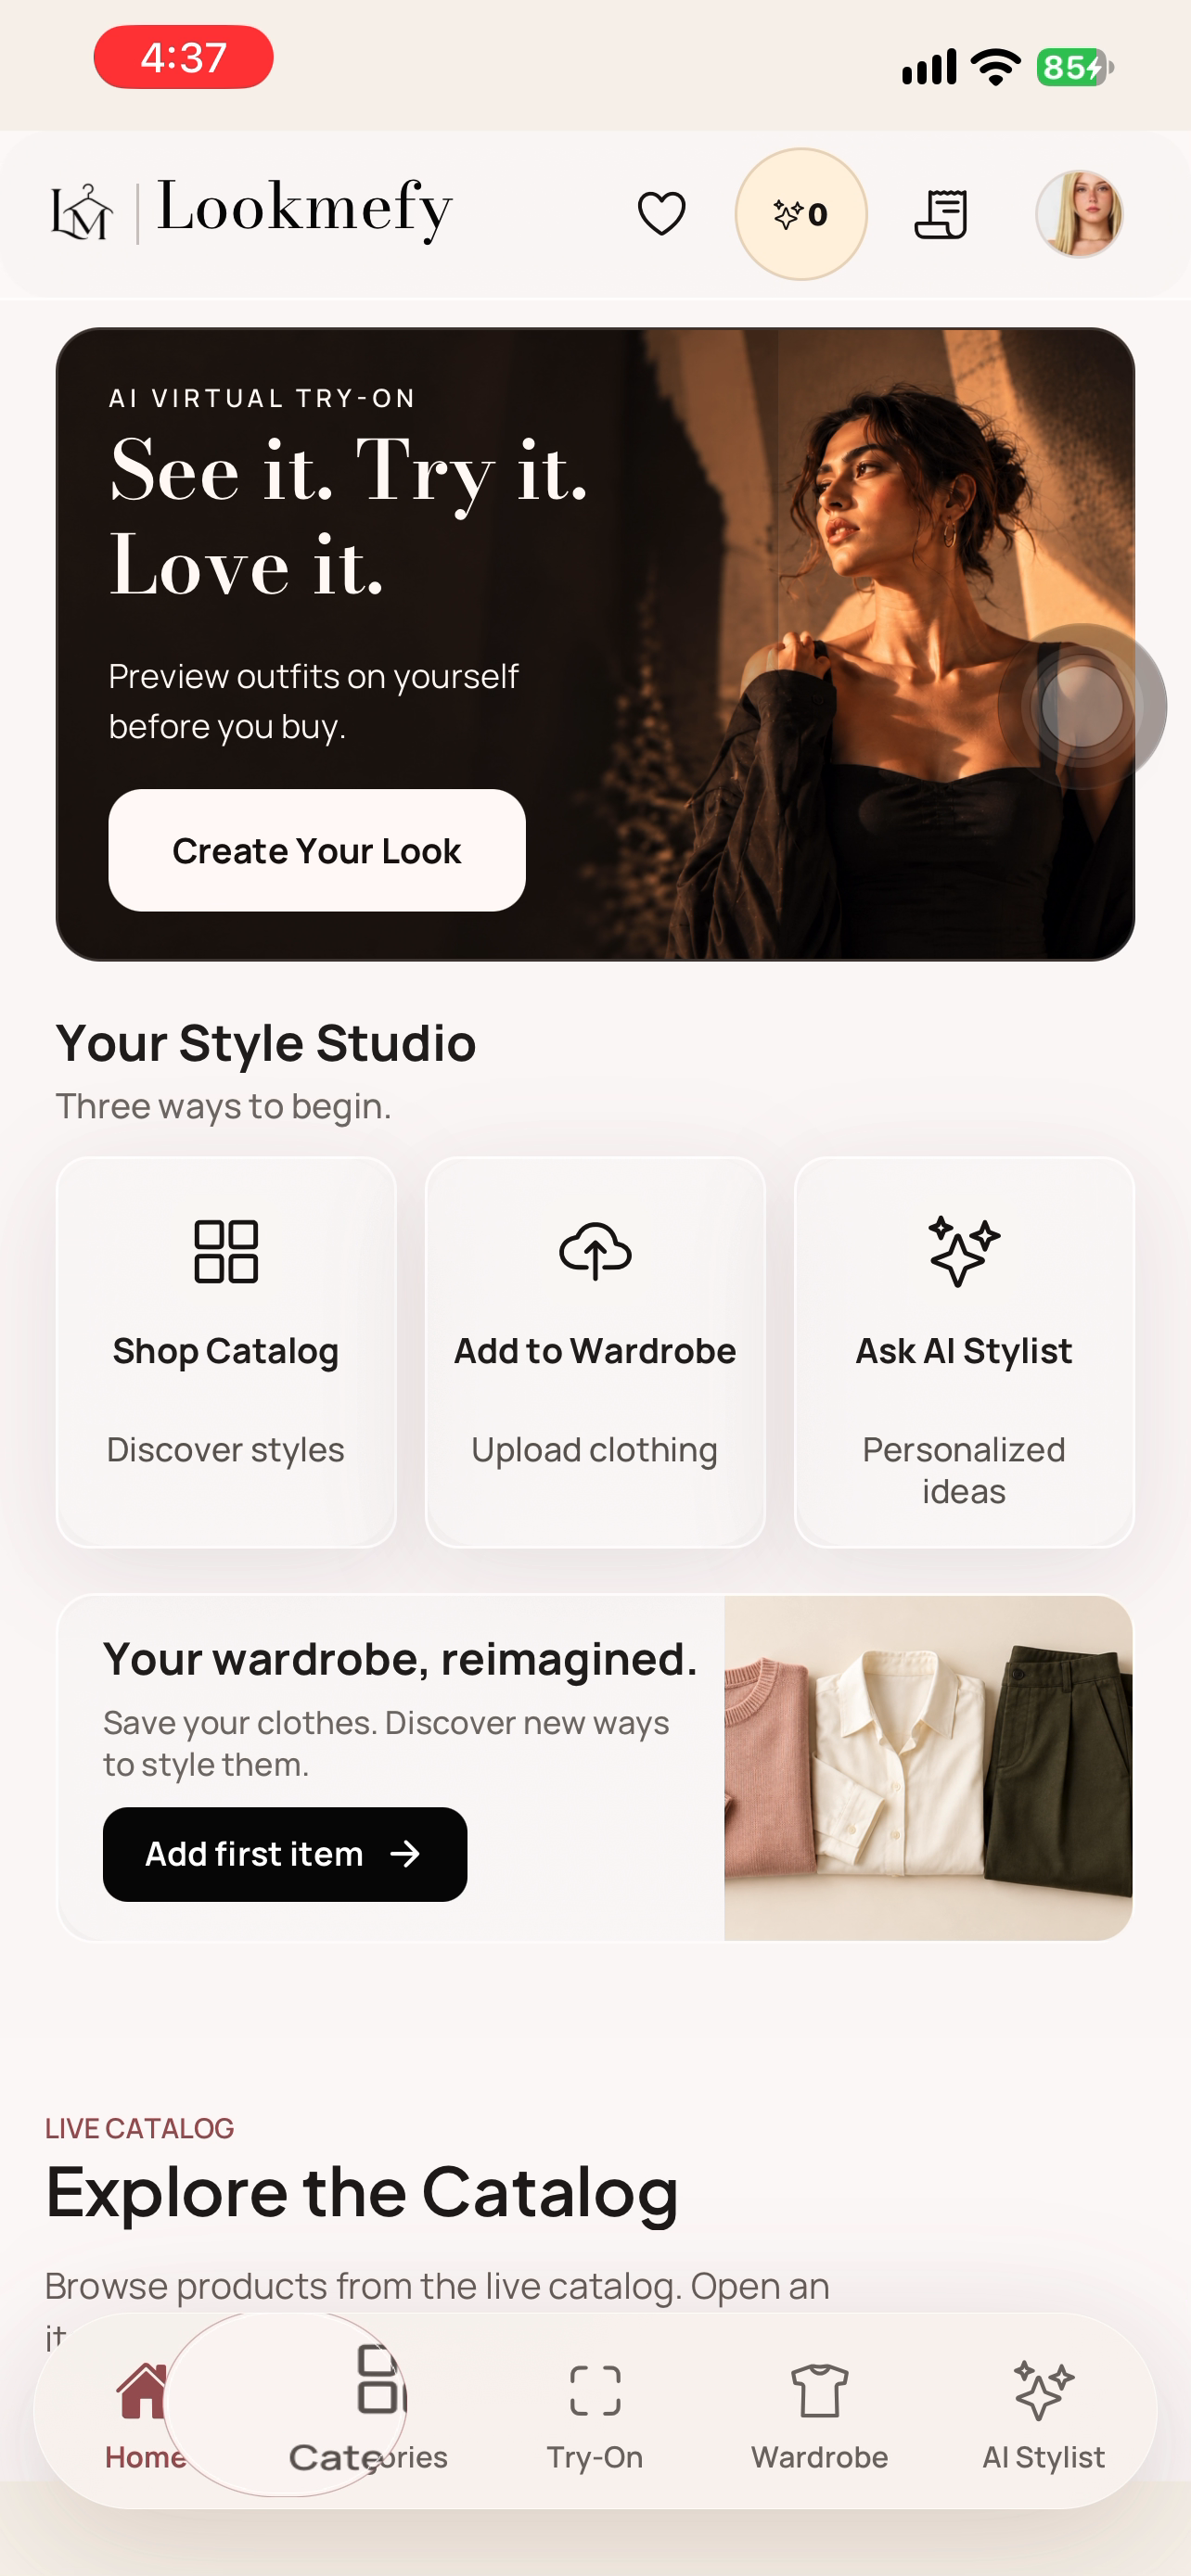 4:37
85
LM
Lookmefy
0
AI VIRTUAL TRY-ON
See it. Try it.
Love it.
Preview outfits on yourself
before you buy.
Create Your Look
Your Style Studio
Three ways to begin.
Shop Catalog
Discover styles
Add to Wardrobe
Upload clothing
Ask AI Stylist
Personalized
ideas
Your wardrobe, reimagined.
Save your clothes. Discover new ways
to style them.
Add first item
LIVE CATALOG
Explore the Catalog
Browse products from the live catalog. Open an
Home
Categories
Try-On
Wardrobe
AI Stylist